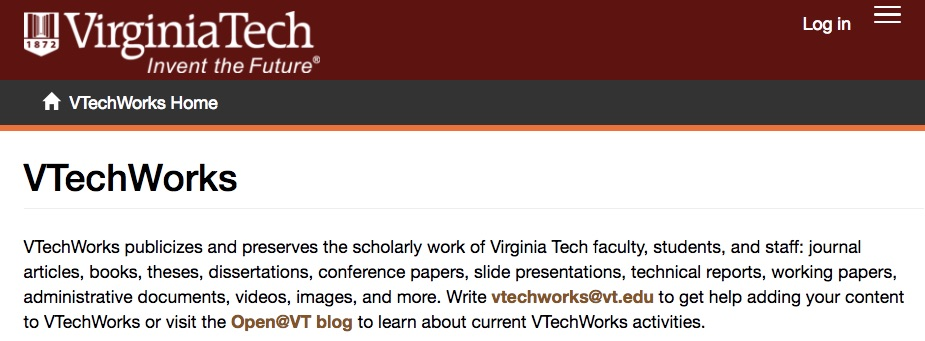 VirginiaTech
1872
Invent the Future®
Log in
VTechWorks Home
VTechWorks
VTechWorks publicizes and preserves the scholarly work of Virginia Tech faculty, students, and staff: journal
articles, books, theses, dissertations, conference papers, slide presentations, technical reports, working papers,
administrative documents, videos, images, and more. Write vtechworks@vt.edu to get help adding your content
to VTechWorks or visit the Open@VT blog to learn about current VTechWorks activities.